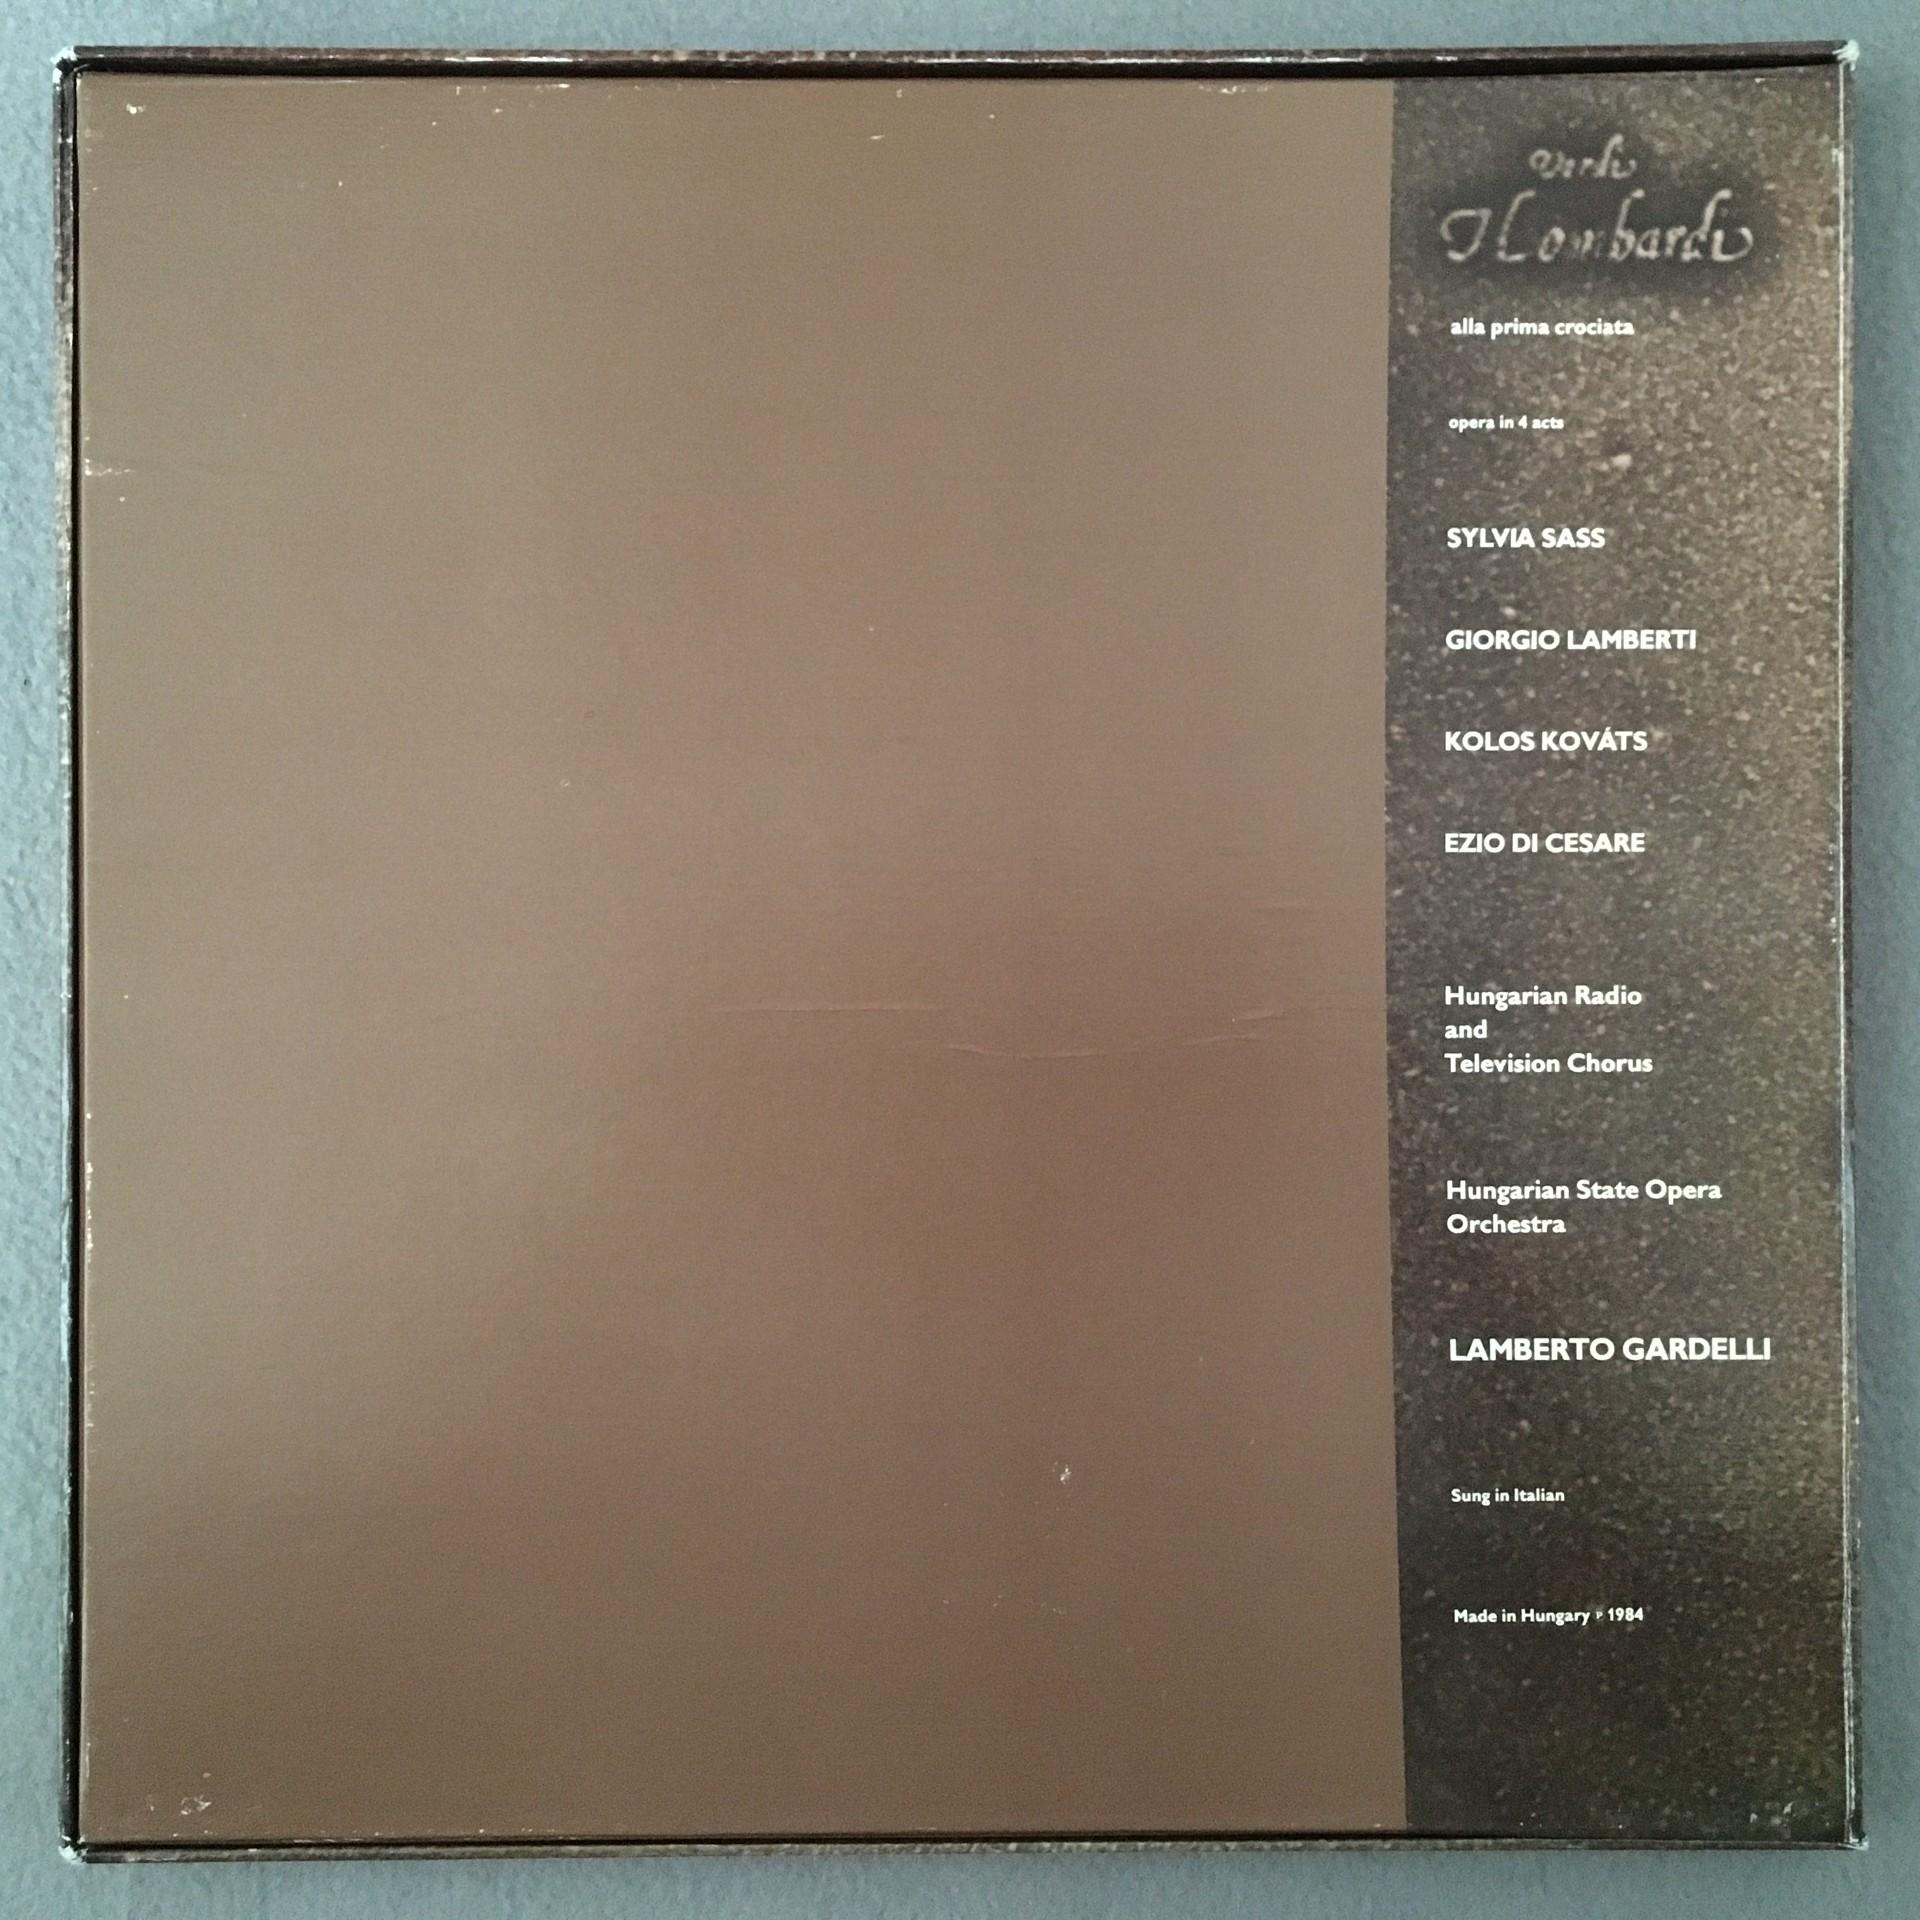 Verdi
I Lombardi
alla prima crociata
opera in 4 acts
SYLVIA SASS
GIORGIO LAMBERTI
KOLOS KOVÁTS
EZIO DI CESARE
Hungarian Radio
and
Television Chorus
Hungarian State Opera
Orchestra
LAMBERTO GARDELLI
Sung in Italian
Made in Hungary ℗ 1984